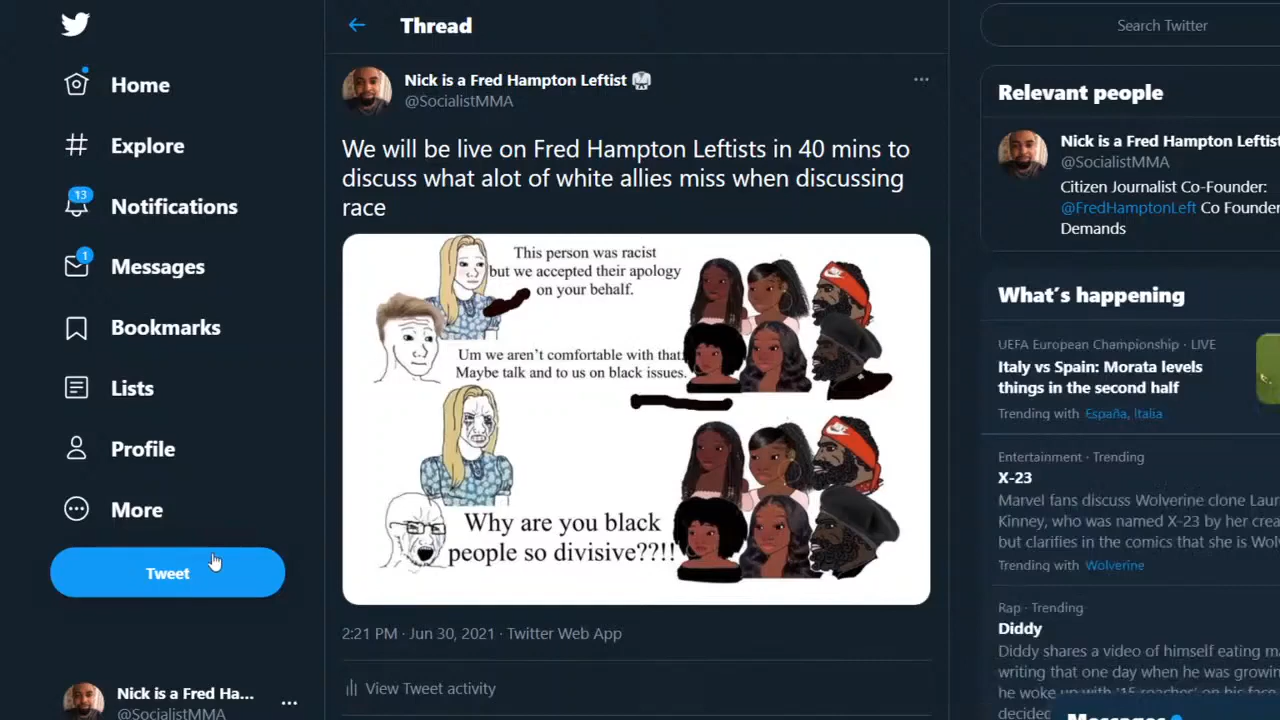 Home
Explore
13
Notifications
1
Messages
Bookmarks
Lists
Profile
More
Tweet
Nick is a Fred Ha...
@SocialistMMA
Thread
Nick is a Fred Hampton Leftist
@SocialistMMA
We will be live on Fred Hampton Leftists in 40 mins to
discuss what alot of white allies miss when discussing
race
This person was racist
but we accepted their apology
on your behalf.
Um we aren't comfortable with that.
Maybe talk and to us on black issues.
Why are you black
people so divisive??!!
2:21 PM · Jun 30, 2021 · Twitter Web App
View Tweet activity
Search Twitter
Relevant people
Nick is a Fred Hampton Leftist
@SocialistMMA
Citizen Journalist Co-Founder:
@FredHamptonLeft Co Founder
Demands
What's happening
UEFA European Championship · LIVE
Italy vs Spain: Morata levels
things in the second half
Trending with España, Italia
Entertainment · Trending
X-23
Marvel fans discuss Wolverine clone
Kinney, who was named X-23 by her
but clarifies in the comics that she is
Trending with Wolverine
Rap · Trending
Diddy
Diddy shares a video of himself eating
writing that one day when he was
he woke up with '15 roaches' on his face
decided
Messages